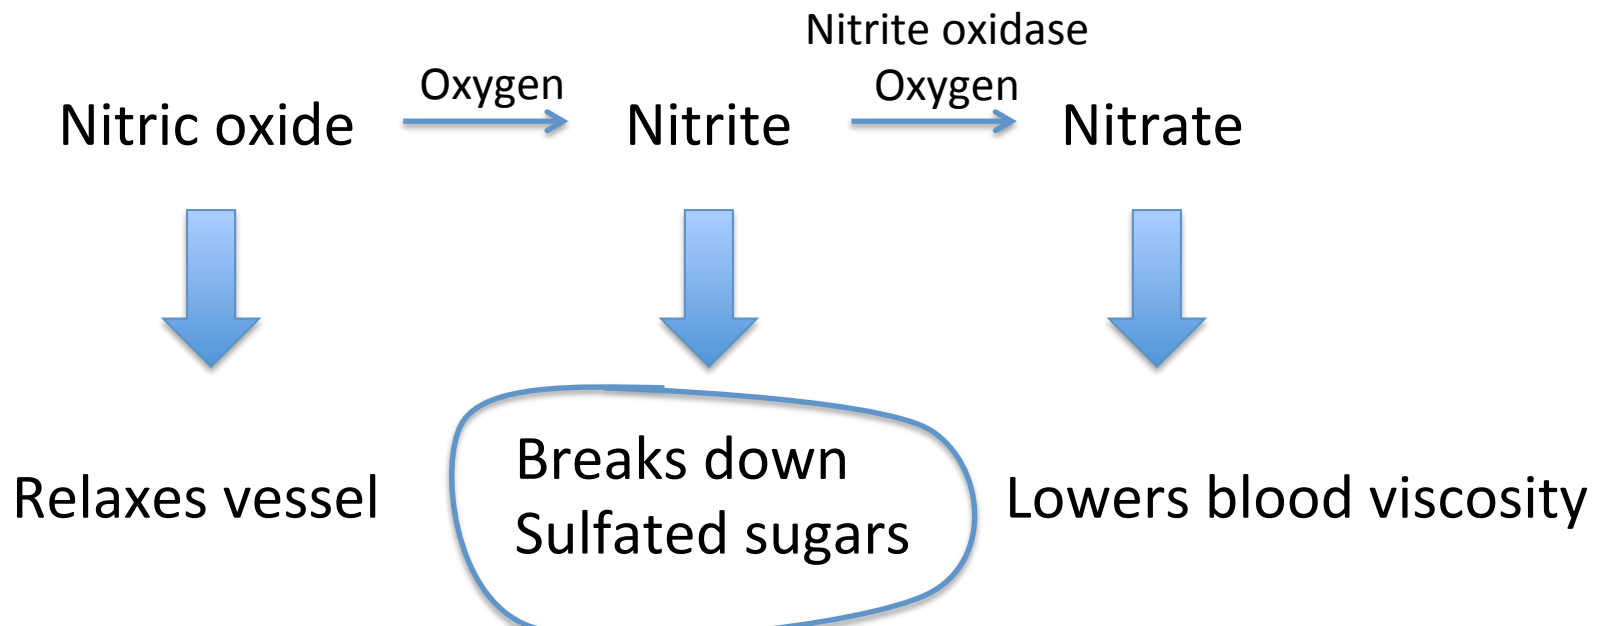 Nitrite oxidase
Oxygen
Oxygen
Nitric oxide
Nitrite
Nitrate
Relaxes vessel
Breaks down
Sulfated sugars
Lowers blood viscosity